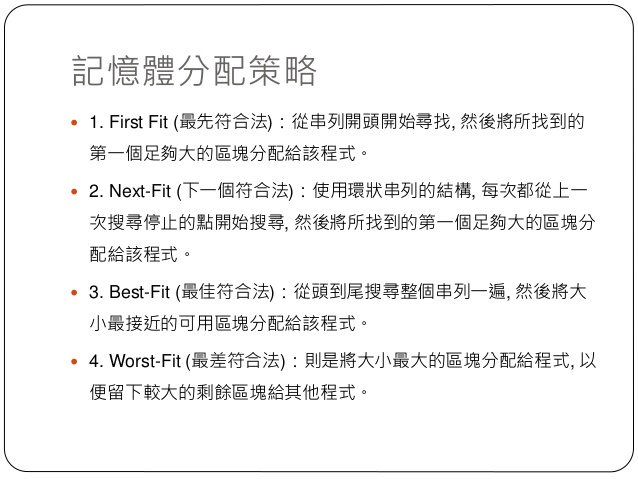 記憶體分配策略
• 1. First Fit (最先符合法)：從串列開頭開始尋找, 然後將所找到的
第一個足夠大的區塊分配給該程式。
• 2. Next-Fit (下一個符合法)：使用環狀串列的結構, 每次都從上一
次搜尋停止的點開始搜尋, 然後將所找到的第一個足夠大的區塊分
配給該程式。
• 3. Best-Fit (最佳符合法)：從頭到尾搜尋整個串列一遍, 然後將大
小最接近的可用區塊分配給該程式。
• 4. Worst-Fit (最差符合法)：則是將大小最大的區塊分配給程式, 以
便留下較大的剩餘區塊給其他程式。